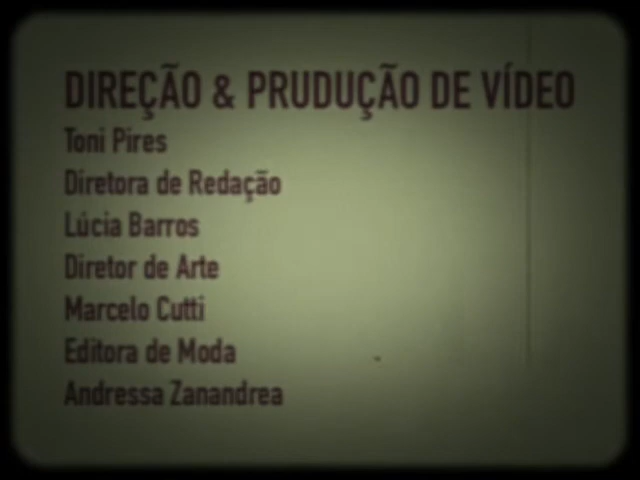 DIREÇÃO & PRUDUÇÃO DE VÍDEO
Toni Pires
Diretora de Redação
Lúcia Barros
Diretor de Arte
Marcelo Cutti
Editora de Moda
Andressa Zanandrea